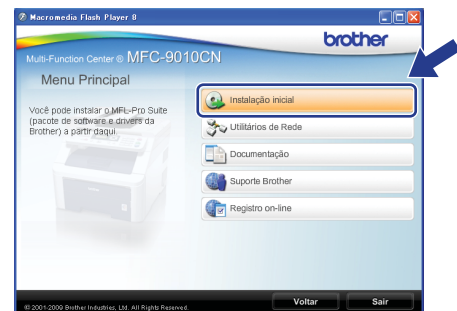 Macromedia Flash Player 8
brother
Multi-Function Center ® MFC-9010CN
Menu Principal
Você pode instalar o MFL-Pro Suite
(pacote de software e drivers da
Brother) a partir daqui.
Instalação inicial
Utilitários de Rede
Documentação
Suporte Brother
Registro on-line
© 2001-2009 Brother Industries, Ltd. All Rights Reserved.
Voltar
Sair